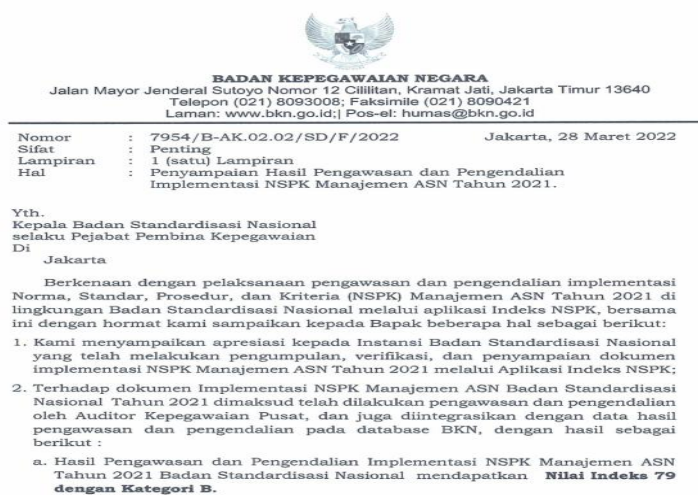 BADAN KEPEGAWAIAN NEGARA
Jalan Mayor Jenderal Sutoyo Nomor 12 Cililitan, Kramat Jati, Jakarta Timur 13640
Telepon (021) 8093008; Faksimile (021) 8090421
Laman: www.bkn.go.id;| Pos-el: humas@bkn.go.id
Nomor : 7954/B-AK.02.02/SD/F/2022 Jakarta, 28 Maret 2022
Sifat : Penting
Lampiran : 1 (satu) Lampiran
Hal : Penyampaian Hasil Pengawasan dan Pengendalian
Implementasi NSPK Manajemen ASN Tahun 2021.
Yth.
Kepala Badan Standardisasi Nasional
selaku Pejabat Pembina Kepegawaian
Di
Jakarta
Berkenaan dengan pelaksanaan pengawasan dan pengendalian implementasi
Norma, Standar, Prosedur, dan Kriteria (NSPK) Manajemen ASN Tahun 2021 di
lingkungan Badan Standardisasi Nasional melalui aplikasi Indeks NSPK, bersama
ini dengan hormat kami sampaikan kepada Bapak beberapa hal sebagai berikut:
1. Kami menyampaikan apresiasi kepada Instansi Badan Standardisasi Nasional
yang telah melakukan pengumpulan, verifikasi, dan penyampaian dokumen
implementasi NSPK Manajemen ASN Tahun 2021 melalui Aplikasi Indeks NSPK;
2. Terhadap dokumen Implementasi NSPK Manajemen ASN Badan Standardisasi
Nasional Tahun 2021 dimaksud telah dilakukan pengawasan dan pengendalian
oleh Auditor Kepegawaian Pusat, dan juga diintegrasikan dengan data hasil
pengawasan dan pengendalian pada database BKN, dengan hasil sebagai
berikut :
a. Hasil Pengawasan dan Pengendalian Implementasi NSPK Manajemen ASN
Tahun 2021 Badan Standardisasi Nasional mendapatkan Nilai Indeks 79
dengan Kategori B.